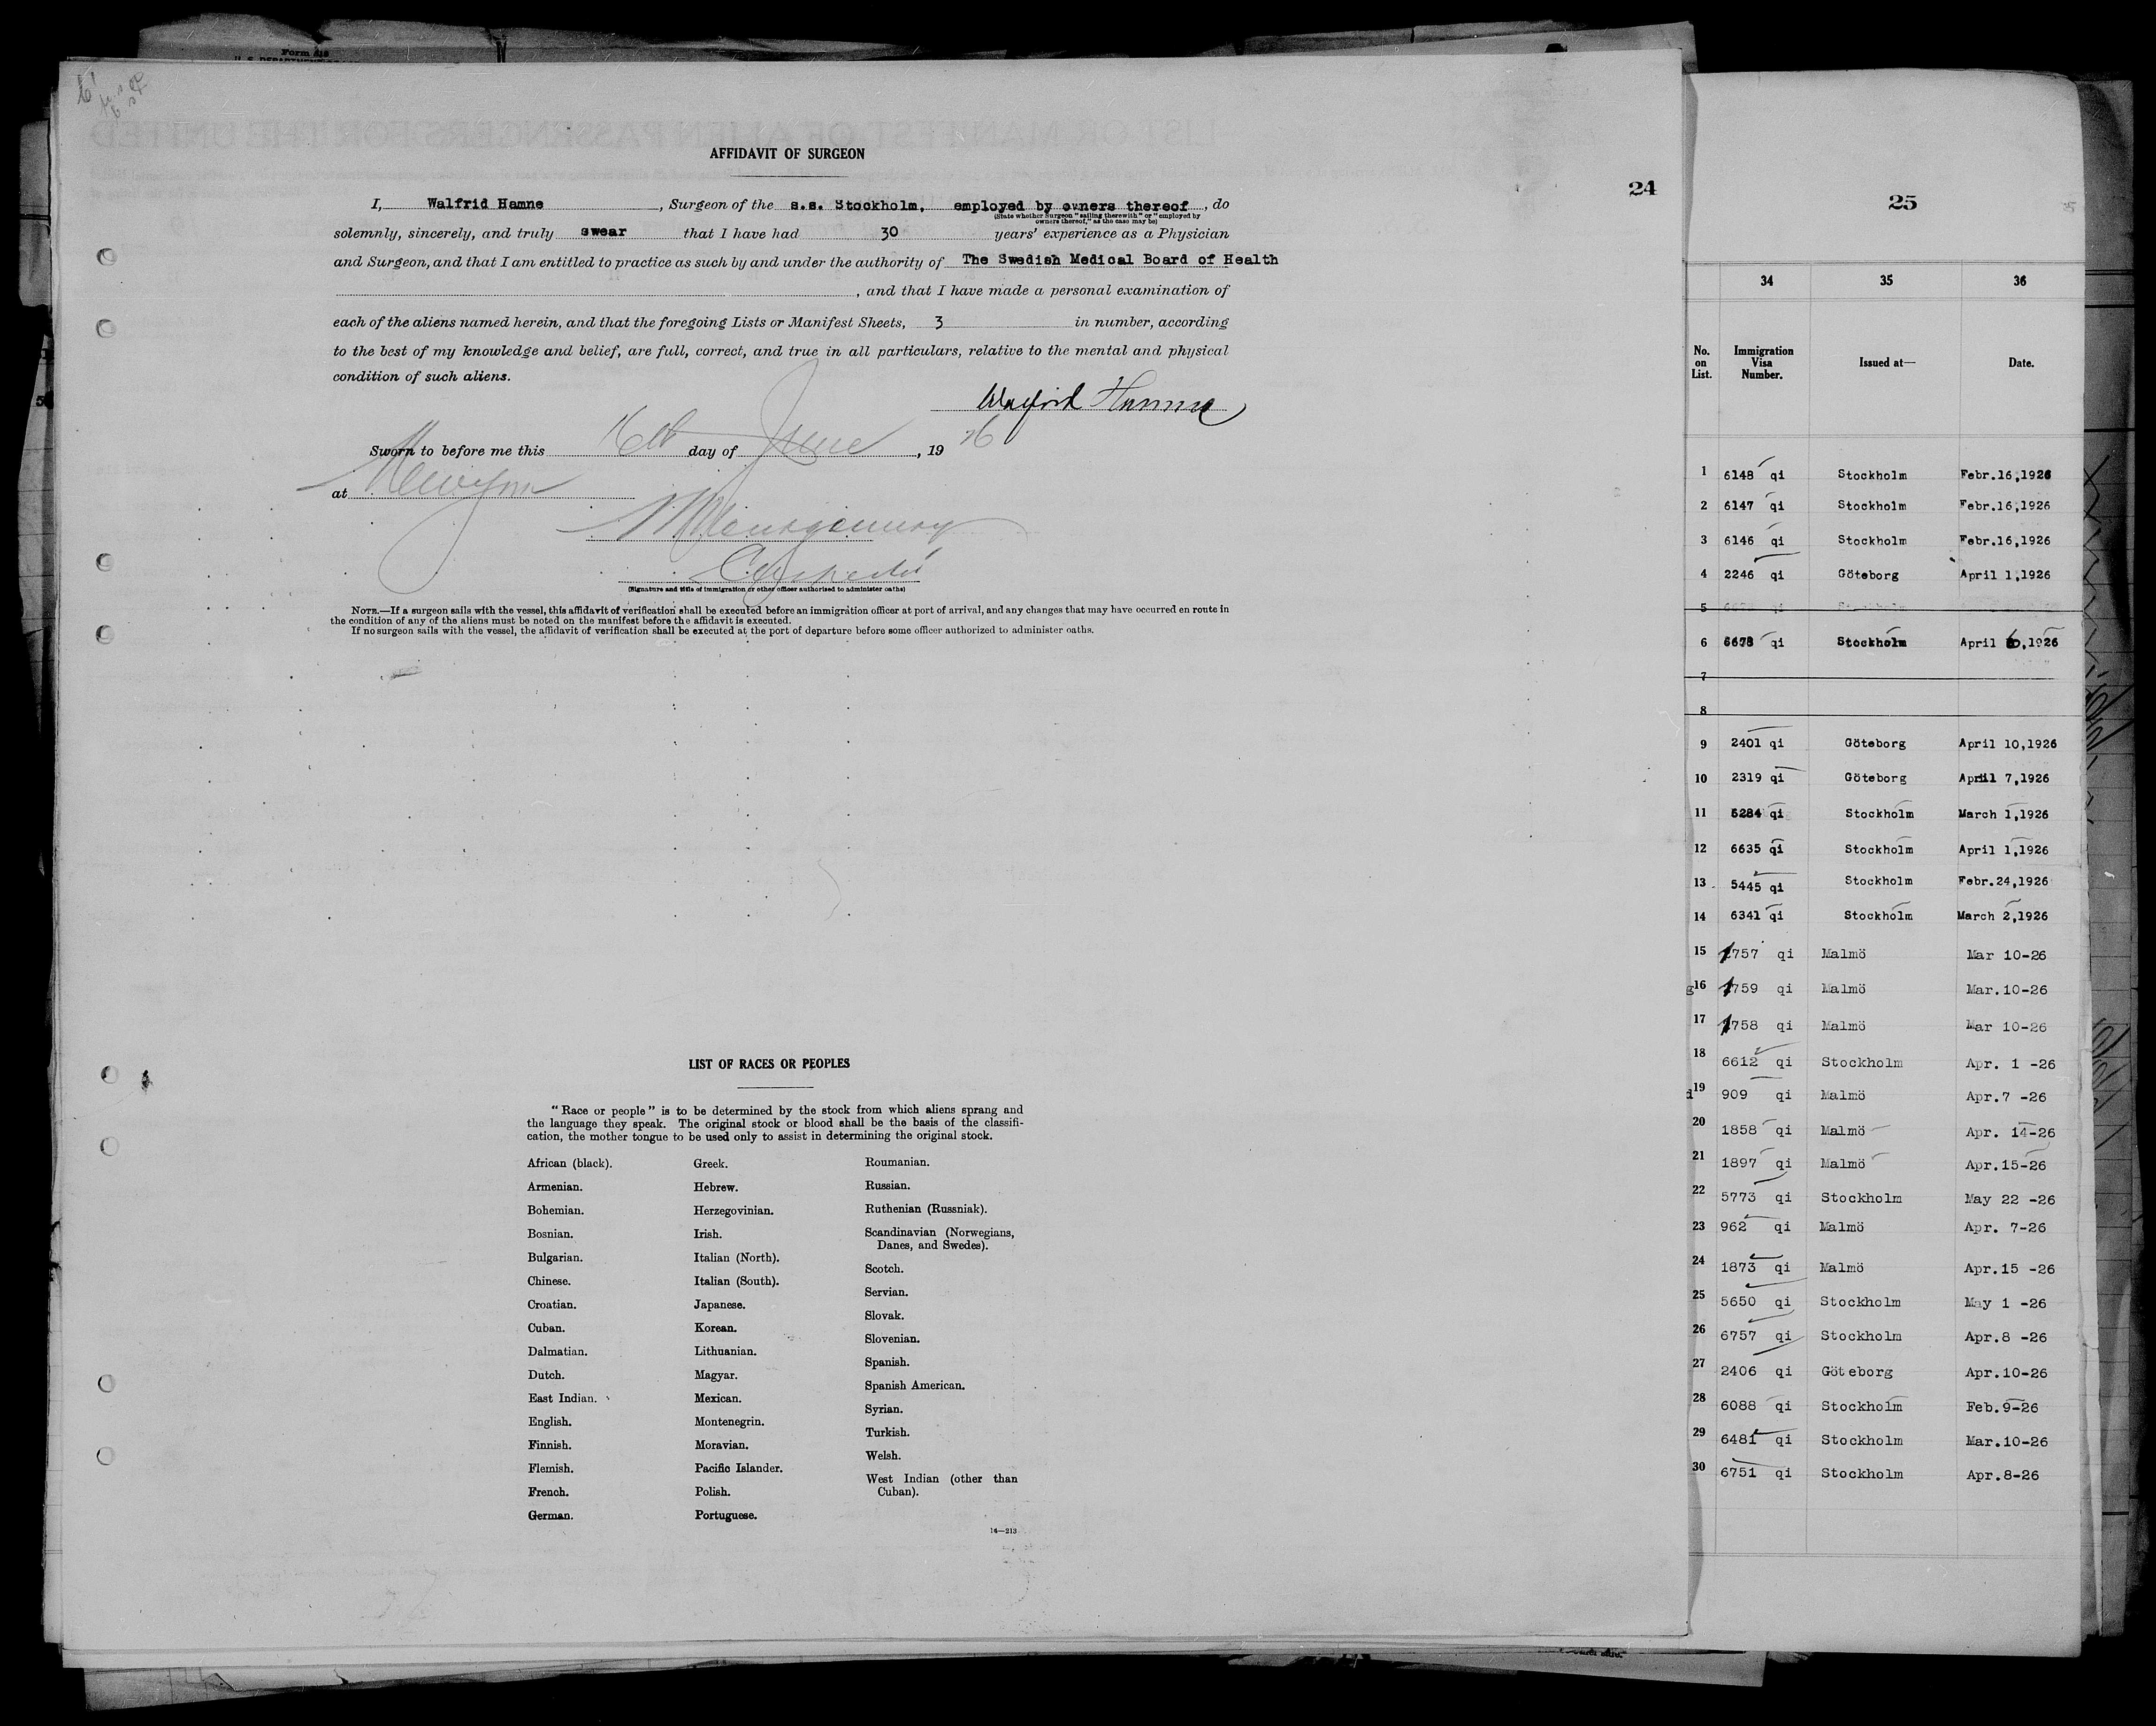 Form 218
24
AFFIDAVIT OF SURGEON
I, Walfrid Hamne, Surgeon of the s.s. Stockholm, employed by owners thereof, do
(State whether Surgeon "sailing therewith" or "employed by
owners thereof," as the case may be)
solemnly, sincerely, and truly swear that I have had 30 years' experience as a Physician
and Surgeon, and that I am entitled to practice as such by and under the authority of The Swedish Medical Board of Health
, and that I have made a personal examination of
each of the aliens named herein, and that the foregoing Lists or Manifest Sheets, 3 in number, according
to the best of my knowledge and belief, are full, correct, and true in all particulars, relative to the mental and physical
condition of such aliens.
Walfrid Hamne
Sworn to before me this 16th day of June, 1926
at
Montgomery
(Signature and title of immigration or other officer authorized to administer oaths)
NOTE.—If a surgeon sails with the vessel, this affidavit of verification shall be executed before an immigration officer at port of arrival, and any changes that may have occurred en route in
the condition of any of the aliens must be noted on the manifest before the affidavit is executed.
If no surgeon sails with the vessel, the affidavit of verification shall be executed at the port of departure before some officer authorized to administer oaths.
LIST OF RACES OR PEOPLES
"Race or people" is to be determined by the stock from which aliens sprang and
the language they speak. The original stock or blood shall be the basis of the classifi-
cation, the mother tongue to be used only to assist in determining the original stock.
African (black).
Armenian.
Bohemian.
Bosnian.
Bulgarian.
Chinese.
Croatian.
Cuban.
Dalmatian.
Dutch.
East Indian.
English.
Finnish.
Flemish.
French.
German.
Greek.
Hebrew.
Herzegovinian.
Irish.
Italian (North).
Italian (South).
Japanese.
Korean.
Lithuanian.
Magyar.
Mexican.
Montenegrin.
Moravian.
Pacific Islander.
Polish.
Portuguese.
Roumanian.
Russian.
Ruthenian (Russniak).
Scandinavian (Norwegians,
Danes, and Swedes).
Scotch.
Servian.
Slovak.
Slovenian.
Spanish.
Spanish American.
Syrian.
Turkish.
Welsh.
West Indian (other than
Cuban).
16—213
25
34 35 36
No. on List. Immigration Visa Number. Issued at— Date.
1 6148 qi Stockholm Febr.16,1926
2 6147 qi Stockholm Febr.16,1926
3 6146 qi Stockholm Febr.16,1926
4 2246 qi Göteborg April 1,1926
5
6 6678 qi Stockholm April 6,1926
7
8
9 2401 qi Göteborg April 10,1926
10 2319 qi Göteborg April 7,1926
11 6284 qi Stockholm March 1,1926
12 6635 qi Stockholm April 1,1926
13 5445 qi Stockholm Febr.24,1926
14 6341 qi Stockholm March 2,1926
15 1757 qi Malmö Mar 10-26
16 1759 qi Malmö Mar.10-26
17 1758 qi Malmö Mar 10-26
18 6612 qi Stockholm Apr. 1 -26
19 909 qi Malmö Apr.7 -26
20 1858 qi Malmö Apr. 14-26
21 1897 qi Malmö Apr.15-26
22 5773 qi Stockholm May 22 -26
23 962 qi Malmö Apr. 7-26
24 1873 qi Malmö Apr.15 -26
25 5650 qi Stockholm May 1 -26
26 6757 qi Stockholm Apr.8 -26
27 2406 qi Göteborg Apr.10-26
28 6088 qi Stockholm Feb.9-26
29 6481 qi Stockholm Mar.10-26
30 6751 qi Stockholm Apr.8-26